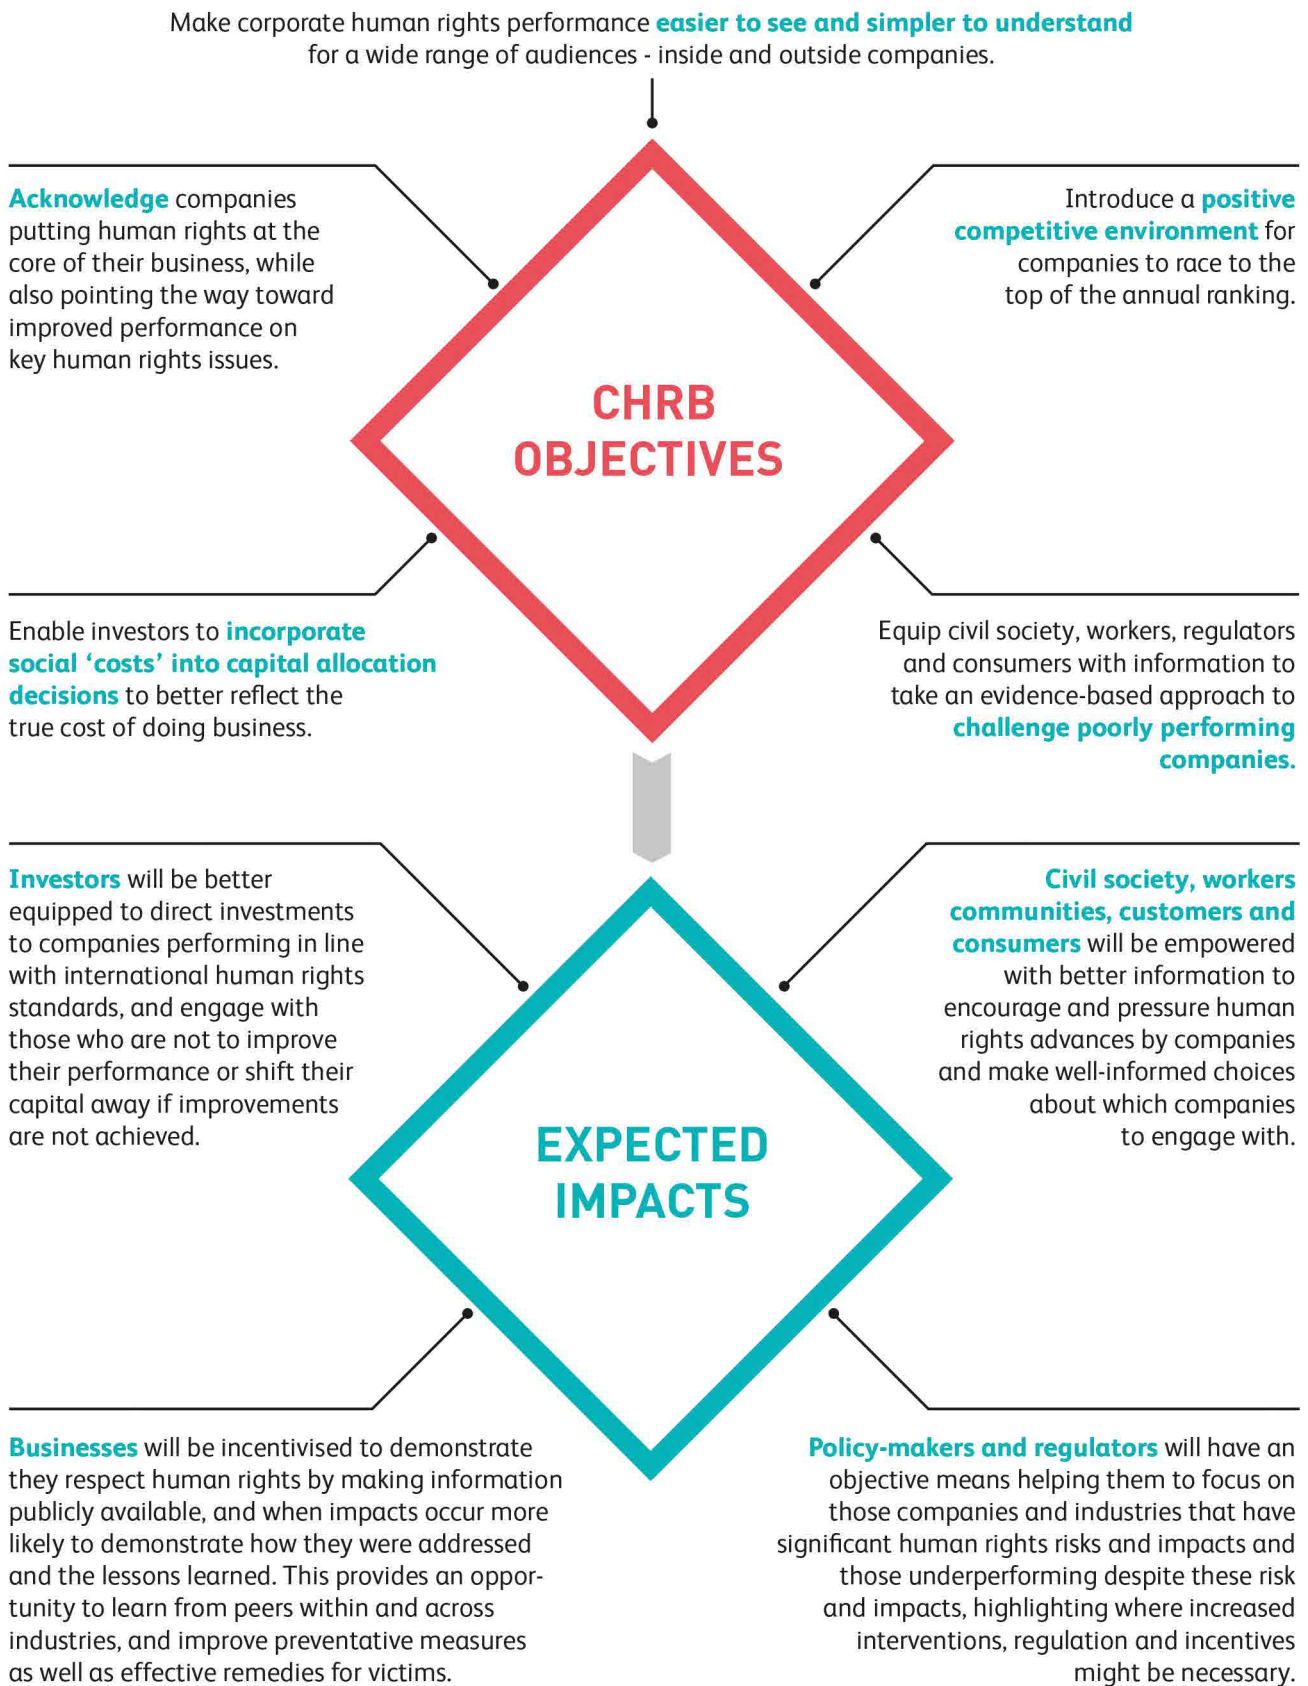 Make corporate human rights performance easier to see and simpler to understand
for a wide range of audiences - inside and outside companies.
Acknowledge companies
putting human rights at the
core of their business, while
also pointing the way toward
improved performance on
key human rights issues.
Introduce a positive
competitive environment for
companies to race to the
top of the annual ranking.
CHRB
OBJECTIVES
Enable investors to incorporate
social ‘costs’ into capital allocation
decisions to better reflect the
true cost of doing business.
Equip civil society, workers, regulators
and consumers with information to
take an evidence-based approach to
challenge poorly performing
companies.
Investors will be better
equipped to direct investments
to companies performing in line
with international human rights
standards, and engage with
those who are not to improve
their performance or shift their
capital away if improvements
are not achieved.
Civil society, workers
communities, customers and
consumers will be empowered
with better information to
encourage and pressure human
rights advances by companies
and make well-informed choices
about which companies
to engage with.
EXPECTED
IMPACTS
Businesses will be incentivised to demonstrate
they respect human rights by making information
publicly available, and when impacts occur more
likely to demonstrate how they were addressed
and the lessons learned. This provides an oppor-
tunity to learn from peers within and across
industries, and improve preventative measures
as well as effective remedies for victims.
Policy-makers and regulators will have an
objective means helping them to focus on
those companies and industries that have
significant human rights risks and impacts and
those underperforming despite these risk
and impacts, highlighting where increased
interventions, regulation and incentives
might be necessary.